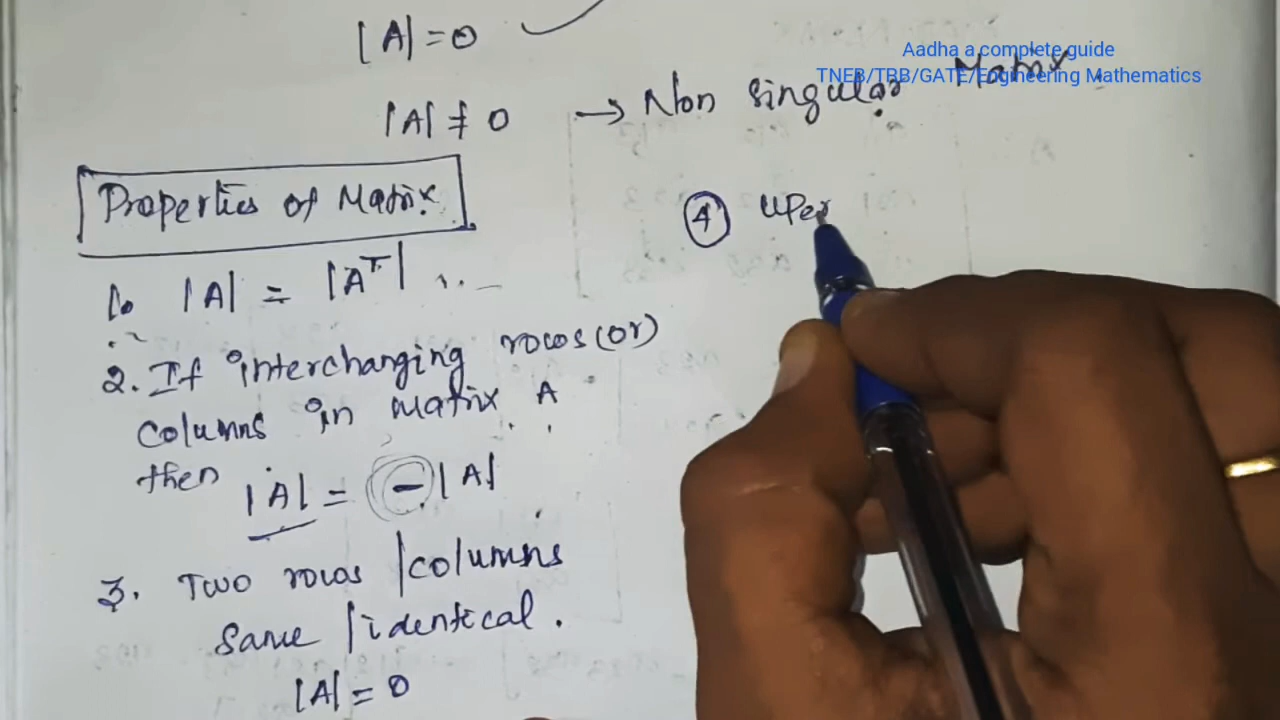 |A| = 0
Aadha a complete guide
TNEB/TRB/GATE/Engineering Mathematics
|A| ≠ 0 → Non singular Matrix.
Properties of Matrix.
1. |A| = |Aᵀ|
④ UPer
2. If interchanging rows (or)
columns in matrix A
then |A| = - |A|
3. Two rows / columns
Same / identical.
|A| = 0